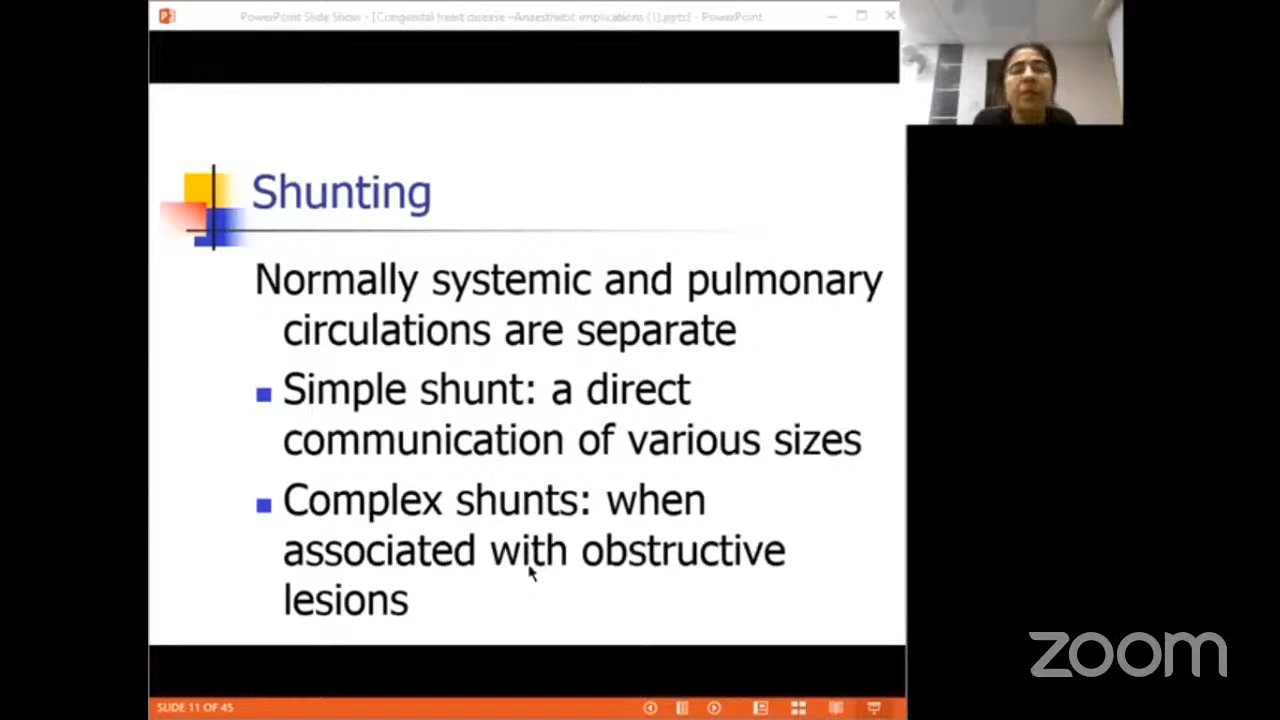 PowerPoint Slide Show - [Congenital heart disease -Anaesthetic implications (1).pptx] - PowerPoint
Shunting
Normally systemic and pulmonary
circulations are separate
Simple shunt: a direct
communication of various sizes
Complex shunts: when
associated with obstructive
lesions
SLIDE 11 OF 45
zoom